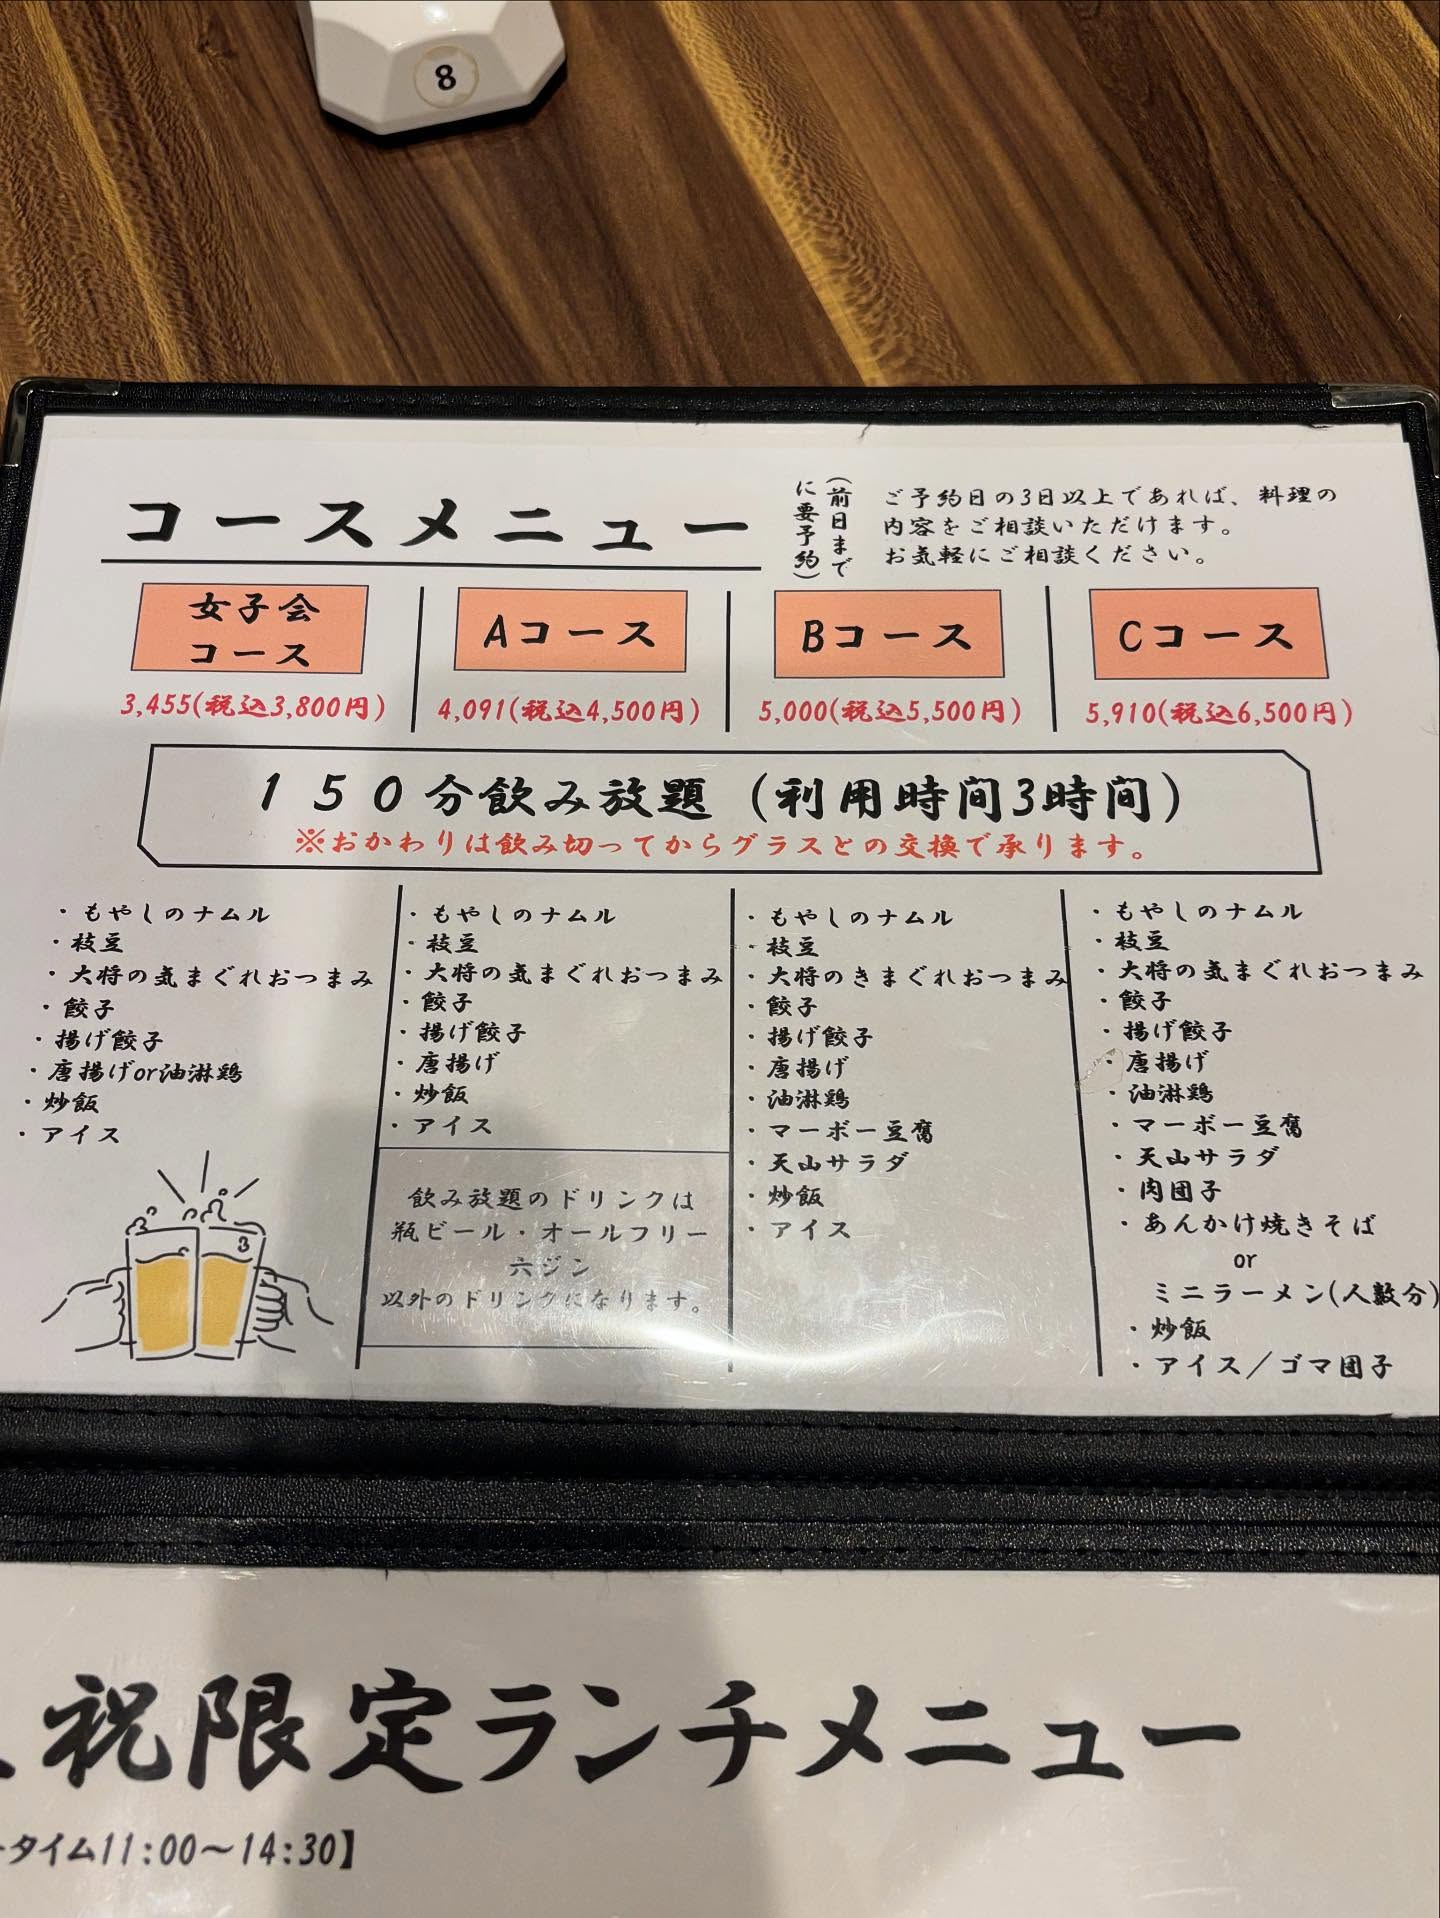 8
コースメニュー
(前日まで
に要予約)
ご予約日の3日以上であれば、料理の
内容をご相談いただけます。
お気軽にご相談ください。
女子会
コース
Aコース
Bコース
Cコース
3,455(税込3,800円)
4,091(税込4,500円)
5,000(税込5,500円)
5,910(税込6,500円)
１５０分飲み放題（利用時間3時間）
※おかわりは飲み切ってからグラスとの交換で承ります。
・もやしのナムル
・枝豆
・大将の気まぐれおつまみ
・餃子
・揚げ餃子
・唐揚げor油淋鶏
・炒飯
・アイス
・もやしのナムル
・枝豆
・大将の気まぐれおつまみ
・餃子
・揚げ餃子
・唐揚げ
・炒飯
・アイス
飲み放題のドリンクは
瓶ビール・オールフリー
六ジン
以外のドリンクになります。
・もやしのナムル
・枝豆
・大将のきまぐれおつまみ
・餃子
・揚げ餃子
・唐揚げ
・油淋鶏
・マーボー豆腐
・天山サラダ
・炒飯
・アイス
・もやしのナムル
・枝豆
・大将の気まぐれおつまみ
・餃子
・揚げ餃子
・唐揚げ
・油淋鶏
・マーボー豆腐
・天山サラダ
・肉団子
・あんかけ焼きそば
or
ミニラーメン(人数分)
・炒飯
・アイス／ゴマ団子
祝限定ランチメニュー
ータイム11:00〜14:30】